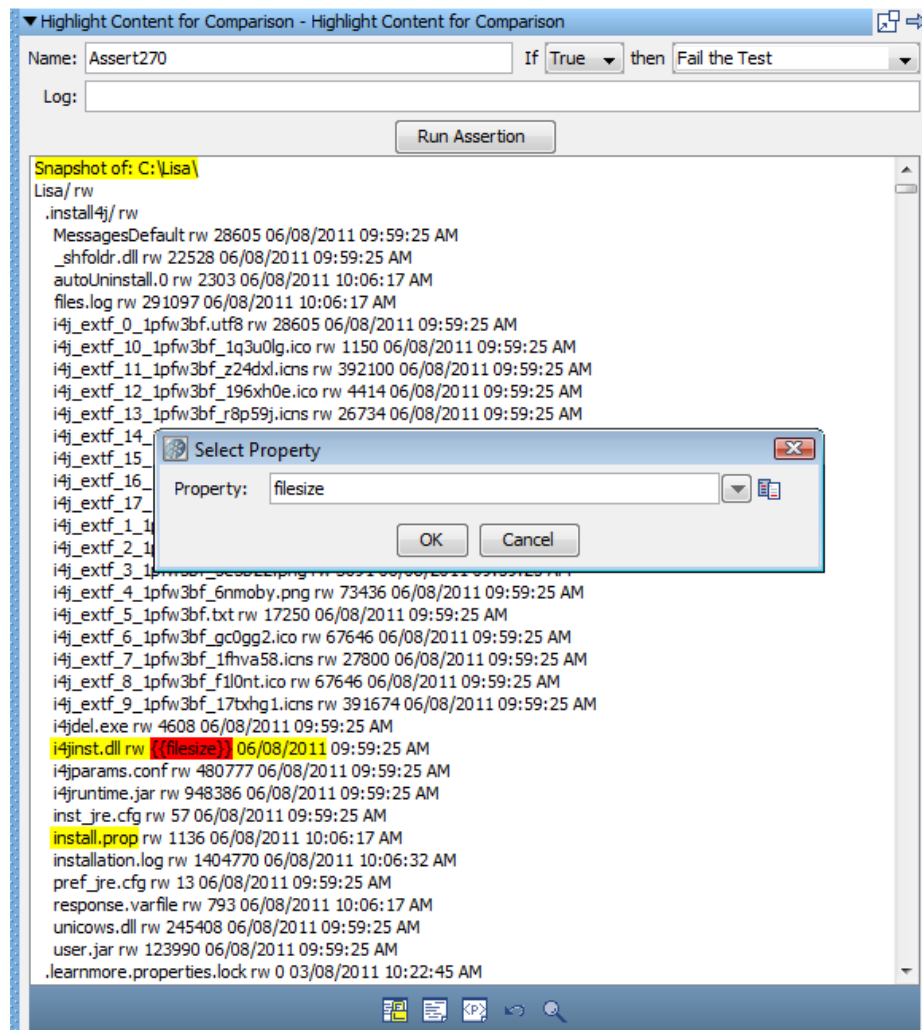 Highlight Content for Comparison - Highlight Content for Comparison
Name: Assert270 If True then Fail the Test
Log:
Run Assertion
Snapshot of: C:\Lisa\
Lisa/ rw
.install4j/ rw
MessagesDefault rw 28605 06/08/2011 09:59:25 AM
_shfoldr.dll rw 22528 06/08/2011 09:59:25 AM
autoUninstall.0 rw 2303 06/08/2011 10:06:17 AM
files.log rw 291097 06/08/2011 10:06:17 AM
i4j_extf_0_1pfw3bf.utf8 rw 28605 06/08/2011 09:59:25 AM
i4j_extf_10_1pfw3bf_1q3u0lg.ico rw 1150 06/08/2011 09:59:25 AM
i4j_extf_11_1pfw3bf_z24dxl.icns rw 392100 06/08/2011 09:59:25 AM
i4j_extf_12_1pfw3bf_196xh0e.ico rw 4414 06/08/2011 09:59:25 AM
i4j_extf_13_1pfw3bf_r8p59j.icns rw 26734 06/08/2011 09:59:25 AM
i4j_extf_14_
i4j_extf_15_
i4j_extf_16_
i4j_extf_17_
i4j_extf_1_1p
i4j_extf_2_1p
Select Property
Property: filesize
OK Cancel
i4j_extf_4_1pfw3bf_6nmoby.png rw 73436 06/08/2011 09:59:25 AM
i4j_extf_5_1pfw3bf.txt rw 17250 06/08/2011 09:59:25 AM
i4j_extf_6_1pfw3bf_gc0gg2.ico rw 67646 06/08/2011 09:59:25 AM
i4j_extf_7_1pfw3bf_1fhva58.icns rw 27800 06/08/2011 09:59:25 AM
i4j_extf_8_1pfw3bf_f1l0nt.ico rw 67646 06/08/2011 09:59:25 AM
i4j_extf_9_1pfw3bf_17txhg1.icns rw 391674 06/08/2011 09:59:25 AM
i4jdel.exe rw 4608 06/08/2011 09:59:25 AM
i4jinst.dll rw {{filesize}} 06/08/2011 09:59:25 AM
i4jparams.conf rw 480777 06/08/2011 09:59:25 AM
i4jruntime.jar rw 948386 06/08/2011 09:59:25 AM
inst_jre.cfg rw 57 06/08/2011 09:59:25 AM
install.prop rw 1136 06/08/2011 10:06:17 AM
installation.log rw 1404770 06/08/2011 10:06:32 AM
pref_jre.cfg rw 13 06/08/2011 09:59:25 AM
response.varfile rw 793 06/08/2011 10:06:17 AM
unicows.dll rw 245408 06/08/2011 09:59:25 AM
user.jar rw 123990 06/08/2011 09:59:25 AM
.learnmore.properties.lock rw 0 03/08/2011 10:22:45 AM